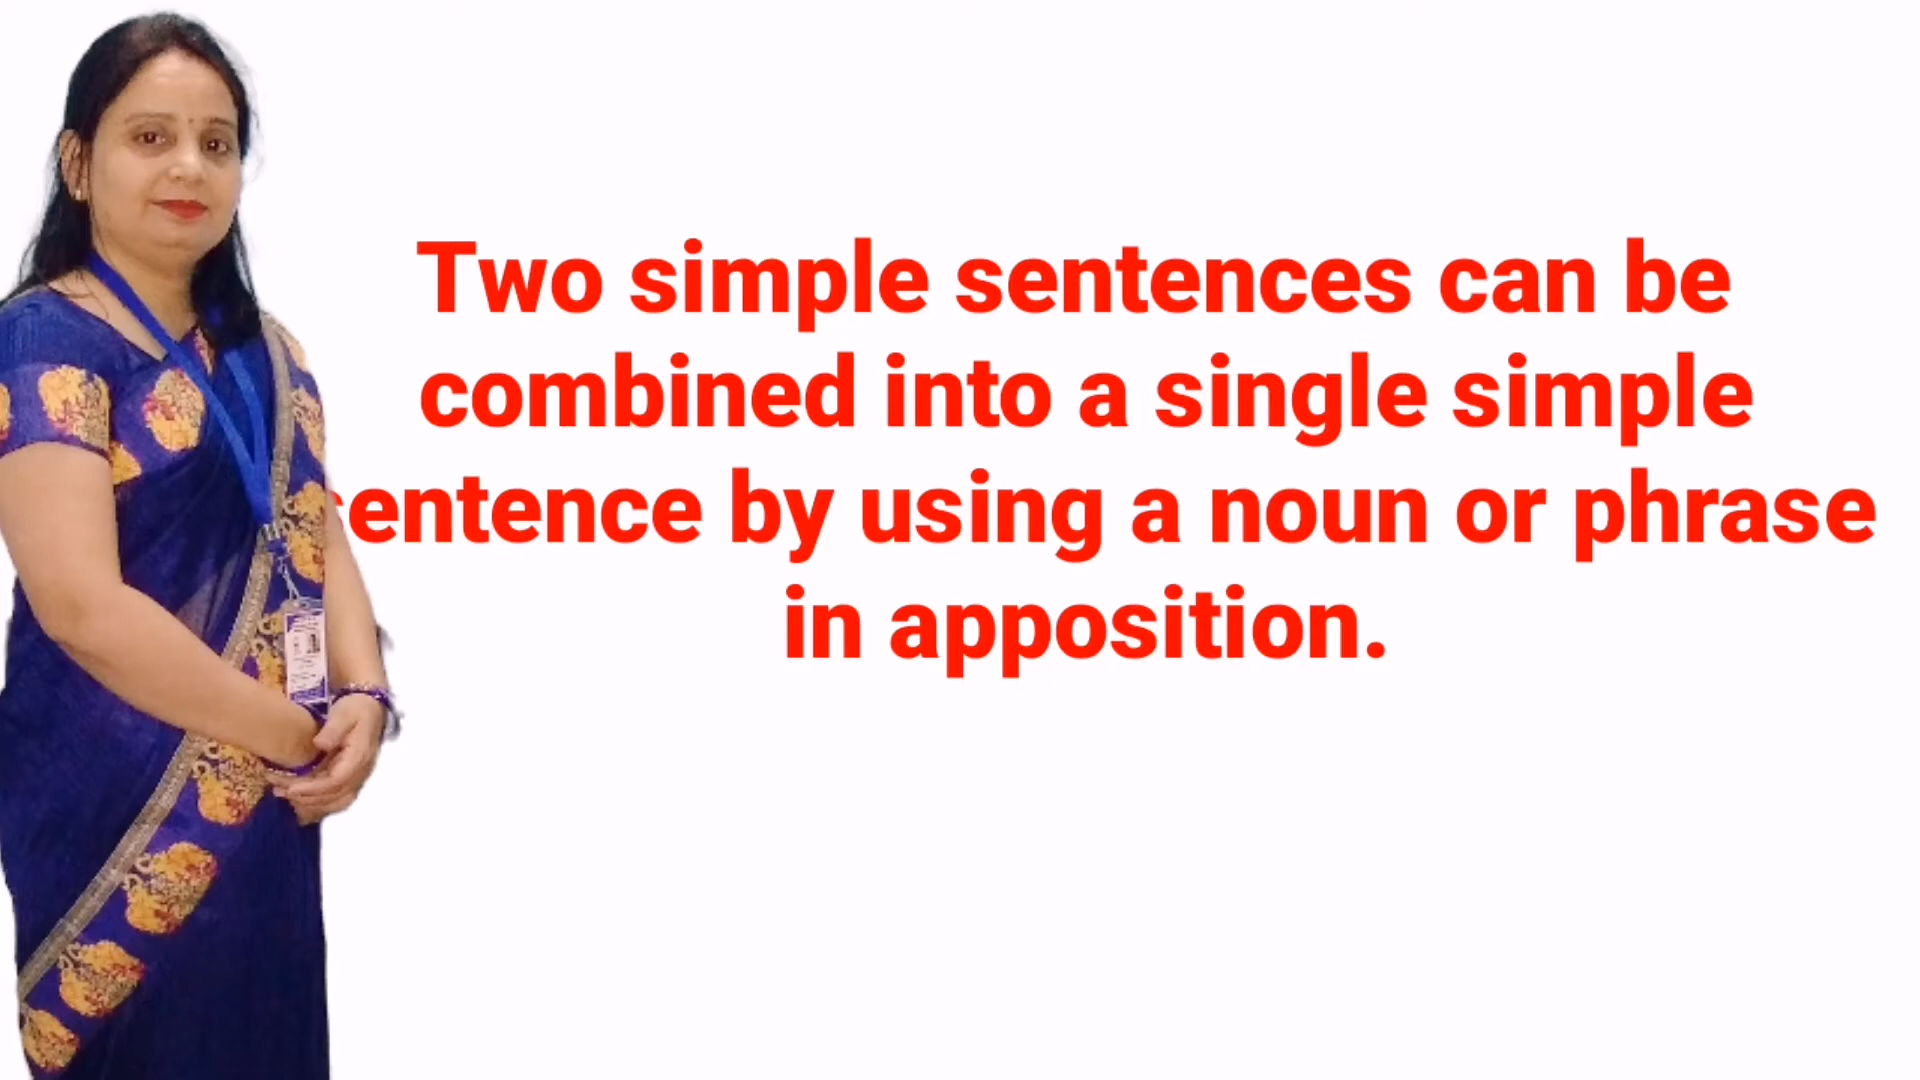 Two simple sentences can be
combined into a single simple
sentence by using a noun or phrase
in apposition.